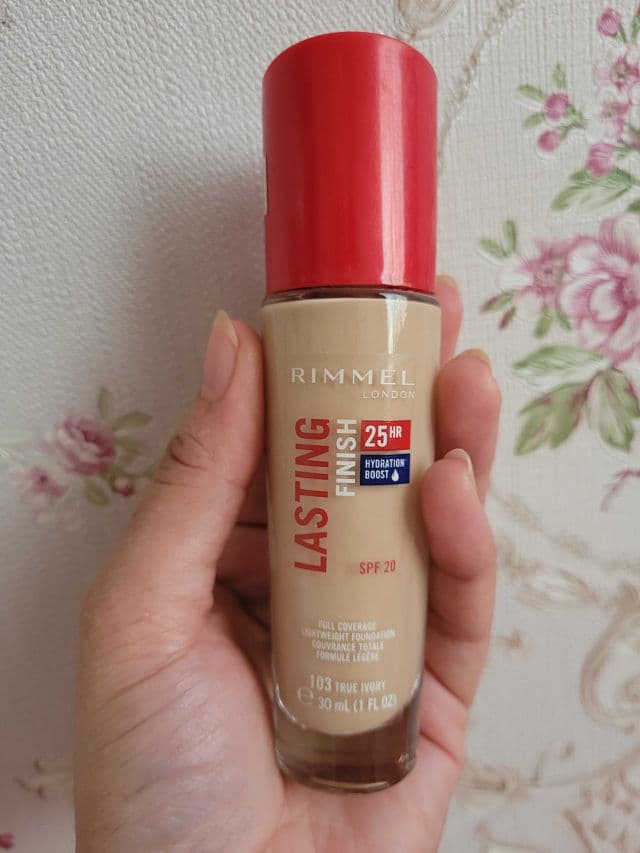 RIMMEL
LONDON
LASTING
FINISH
25HR
HYDRATION
BOOST
SPF 20
FULL COVERAGE
LIGHTWEIGHT FOUNDATION
COUVRANCE TOTALE
FORMULE LÉGÈRE
103 TRUE IVORY
℮ 30 mL (1 FL OZ)